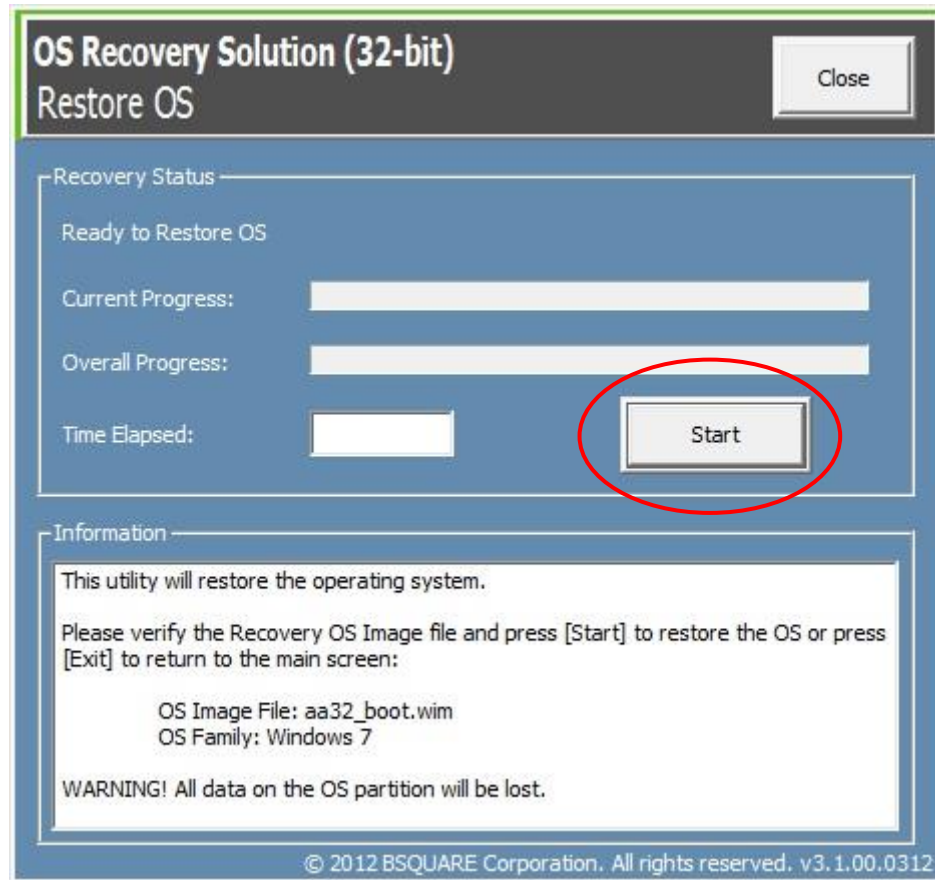 OS Recovery Solution (32-bit)
Restore OS
Close
Recovery Status
Ready to Restore OS
Current Progress:
Overall Progress:
Time Elapsed:
Start
Information
This utility will restore the operating system.
Please verify the Recovery OS Image file and press [Start] to restore the OS or press
[Exit] to return to the main screen:
OS Image File: aa32_boot.wim
OS Family: Windows 7
WARNING! All data on the OS partition will be lost.
© 2012 BSQUARE Corporation. All rights reserved. v3.1.00.0312